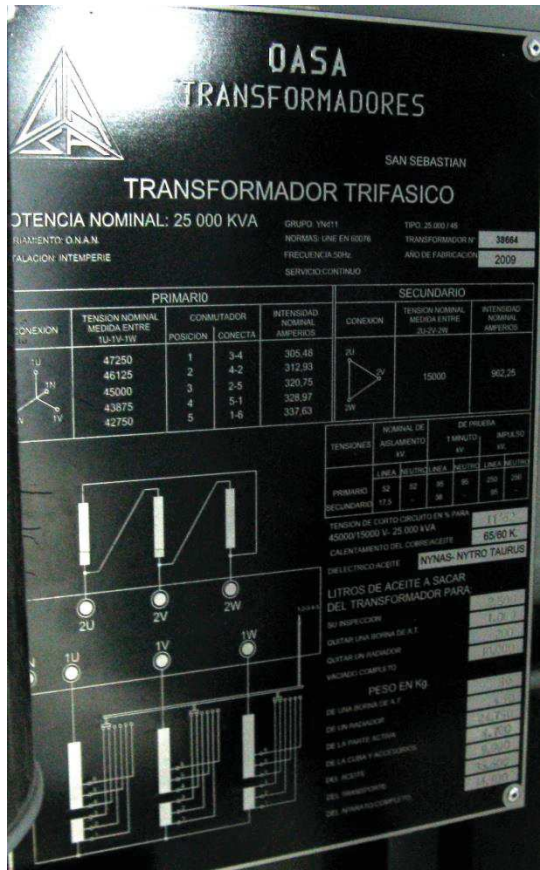 OASA
TRANSFORMADORES
SAN SEBASTIAN
TRANSFORMADOR TRIFASICO
OTENCIA NOMINAL: 25 000 KVA
GRUPO: YNd11
TIPO: 25.000 / 45
RIAMIENTO: O.N.A.N.
NORMAS: UNE EN 60076
TRANSFORMADOR Nº 38664
TALACION: INTEMPERIE
FRECUENCIA 50Hz.
AÑO DE FABRICACION 2009
SERVICIO CONTINUO
PRIMARIO SECUNDARIO
CONEXION
TENSION NOMINAL MEDIDA ENTRE 1U-1V-1W
CONMUTADOR
POSICION CONECTA
INTENSIDAD NOMINAL AMPERIOS
CONEXION
TENSION NOMINAL MEDIDA ENTRE 2U-2V-2W
INTENSIDAD NOMINAL AMPERIOS
1U 1N 1V
47250 1 3-4 305,48
46125 2 4-2 312,93
45000 3 2-5 320,75
43875 4 5-1 328,97
42750 5 1-6 337,63
2U 2V 2W
15000 962,25
TENSIONES
NOMINAL DE AISLAMIENTO kV.
DE PRUEBA
1 MINUTO kV.
IMPULSO kV.
LINEA NEUTRO LINEA NEUTRO LINEA NEUTRO
PRIMARIO 52 52 95 95 250 250
SECUNDARIO 17,5 - 38 - 95 -
TENSION DE CORTO CIRCUITO EN % PARA
45000/15000 V- 25.000 kVA
CALENTAMIENTO DEL COBRE/ACEITE 65/60 K.
DIELECTRICO ACEITE NYNAS- NYTRO TAURUS
LITROS DE ACEITE A SACAR
DEL TRANSFORMADOR PARA:
SU INSPECCION
QUITAR UNA BORNA DE A.T.
QUITAR UN RADIADOR
VACIADO COMPLETO
PESO EN Kg.
DE UNA BORNA DE A.T
DE UN RADIADOR
DE LA PARTE ACTIVA
DE LA CUBA Y ACCESORIOS
DEL ACEITE
DEL TRANSPORTE
DEL APARATO COMPLETO
2U 2V 2W
N 1U 1V 1W